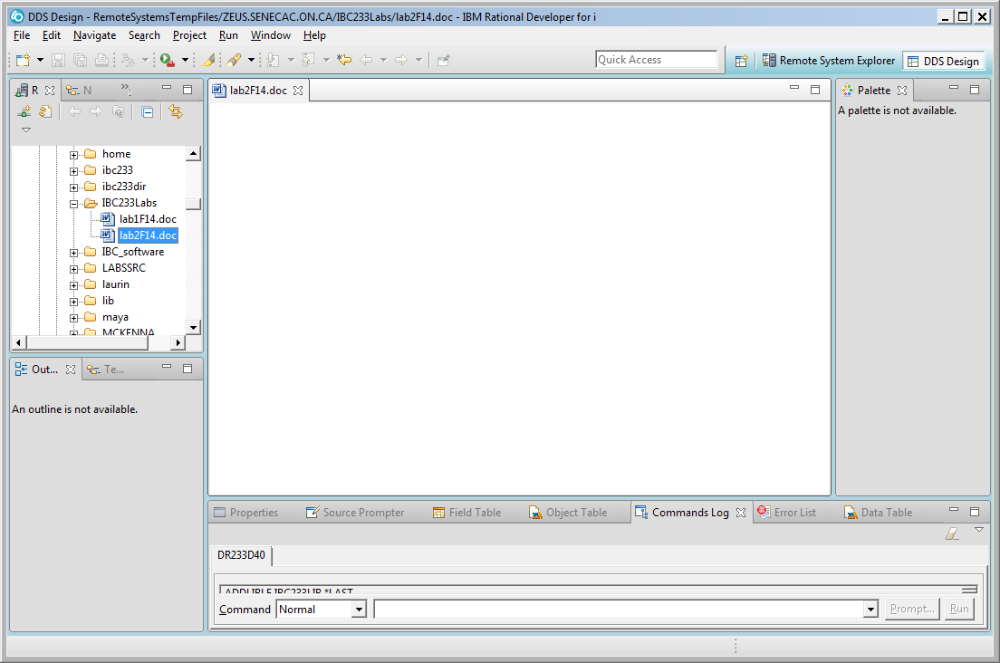 DDS Design - RemoteSystemsTempFiles/ZEUS.SENECAC.ON.CA/IBC233Labs/lab2F14.doc - IBM Rational Developer for i
File Edit Navigate Search Project Run Window Help
Quick Access
Remote System Explorer
DDS Design
R
N
»1
lab2F14.doc
Palette
A palette is not available.
home
ibc233
ibc233dir
IBC233Labs
lab1F14.doc
lab2F14.doc
IBC_software
LABSSRC
laurin
lib
maya
MCKENNA
Out...
Te...
An outline is not available.
Properties
Source Prompter
Field Table
Object Table
Commands Log
Error List
Data Table
DR233D40
ADDLIBLE IBC233LIB *LAST
Command Normal
Prompt...
Run